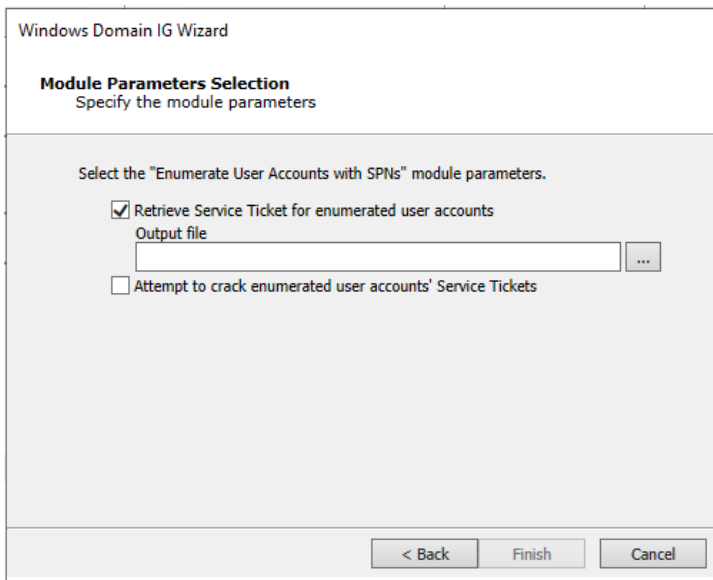 Windows Domain IG Wizard
Module Parameters Selection
Specify the module parameters
Select the "Enumerate User Accounts with SPNs" module parameters.
Retrieve Service Ticket for enumerated user accounts
Output file
...
Attempt to crack enumerated user accounts' Service Tickets
< Back Finish Cancel